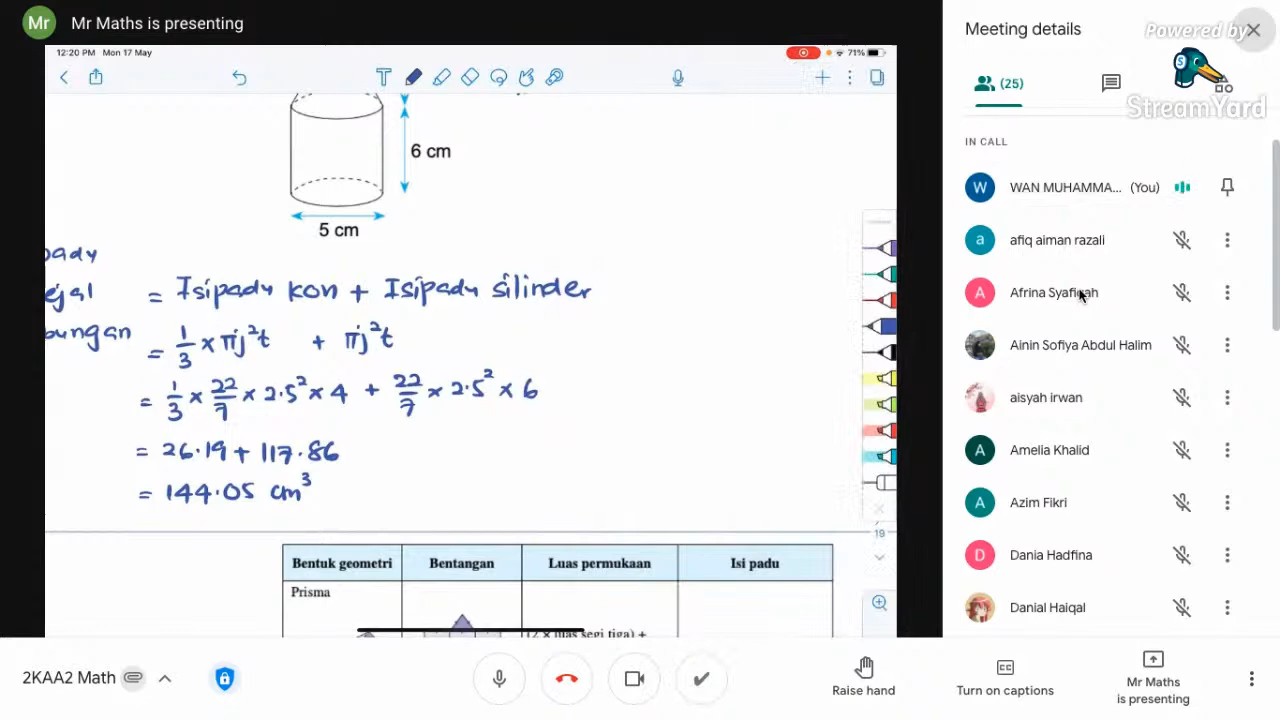 Mr
Mr Maths is presenting
12:20 PM Mon 17 May
71%
6 cm
5 cm
= Isipadu kon + Isipadu silinder
= 1/3 × πj²t + πj²t
= 1/3 × 22/7 × 2.5² × 4 + 22/7 × 2.5² × 6
= 26.19 + 117.86
= 144.05 cm³
19
Bentuk geometri Bentangan Luas permukaan Isi padu
Prisma
Meeting details
Powered by
StreamYard
(25)
IN CALL
W WAN MUHAMMA... (You)
a afiq aiman razali
A Afrina Syafiqah
Ainin Sofiya Abdul Halim
aisyah irwan
A Amelia Khalid
A Azim Fikri
D Dania Hadfina
Danial Haiqal
2KAA2 Math
Raise hand
Turn on captions
Mr Maths
is presenting